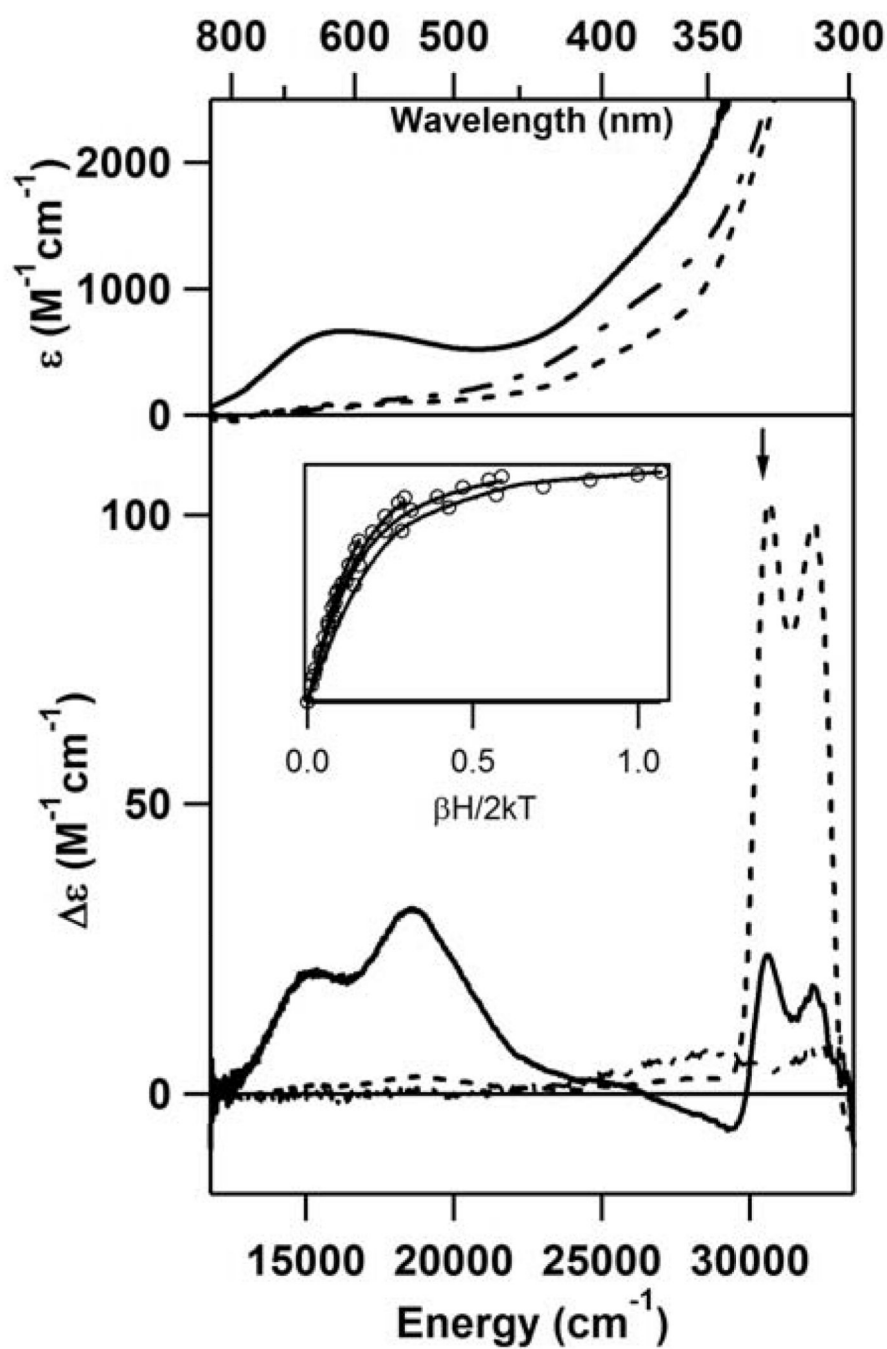 800 600 500 400 350 300
Wavelength (nm)
ε (M⁻¹cm⁻¹)
2000
1000
0
Δε (M⁻¹cm⁻¹)
100
50
0
0.0 0.5 1.0
βH/2kT
15000 20000 25000 30000
Energy (cm⁻¹)